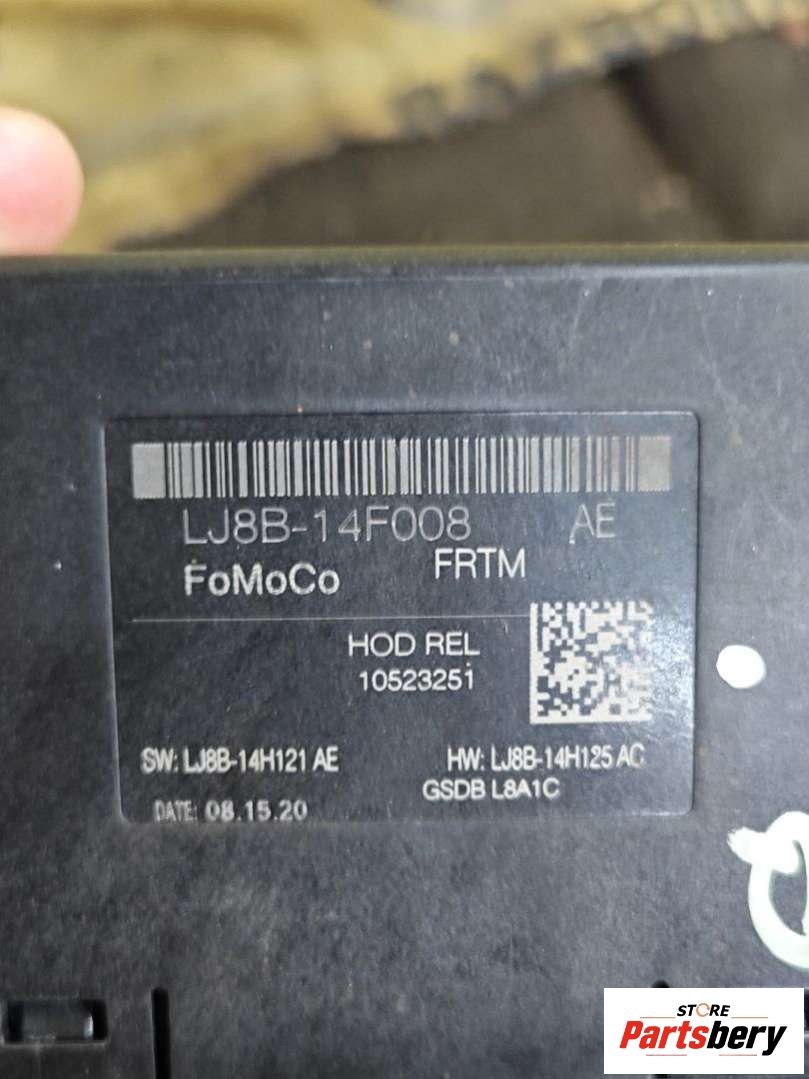 LJ8B-14F008 AE
FoMoCo FRTM
HOD REL
10523251
SW: LJ8B-14H121 AE HW: LJ8B-14H125 AC
GSDB L8A1C
DATE: 08.15.20
STORE
Partsbery